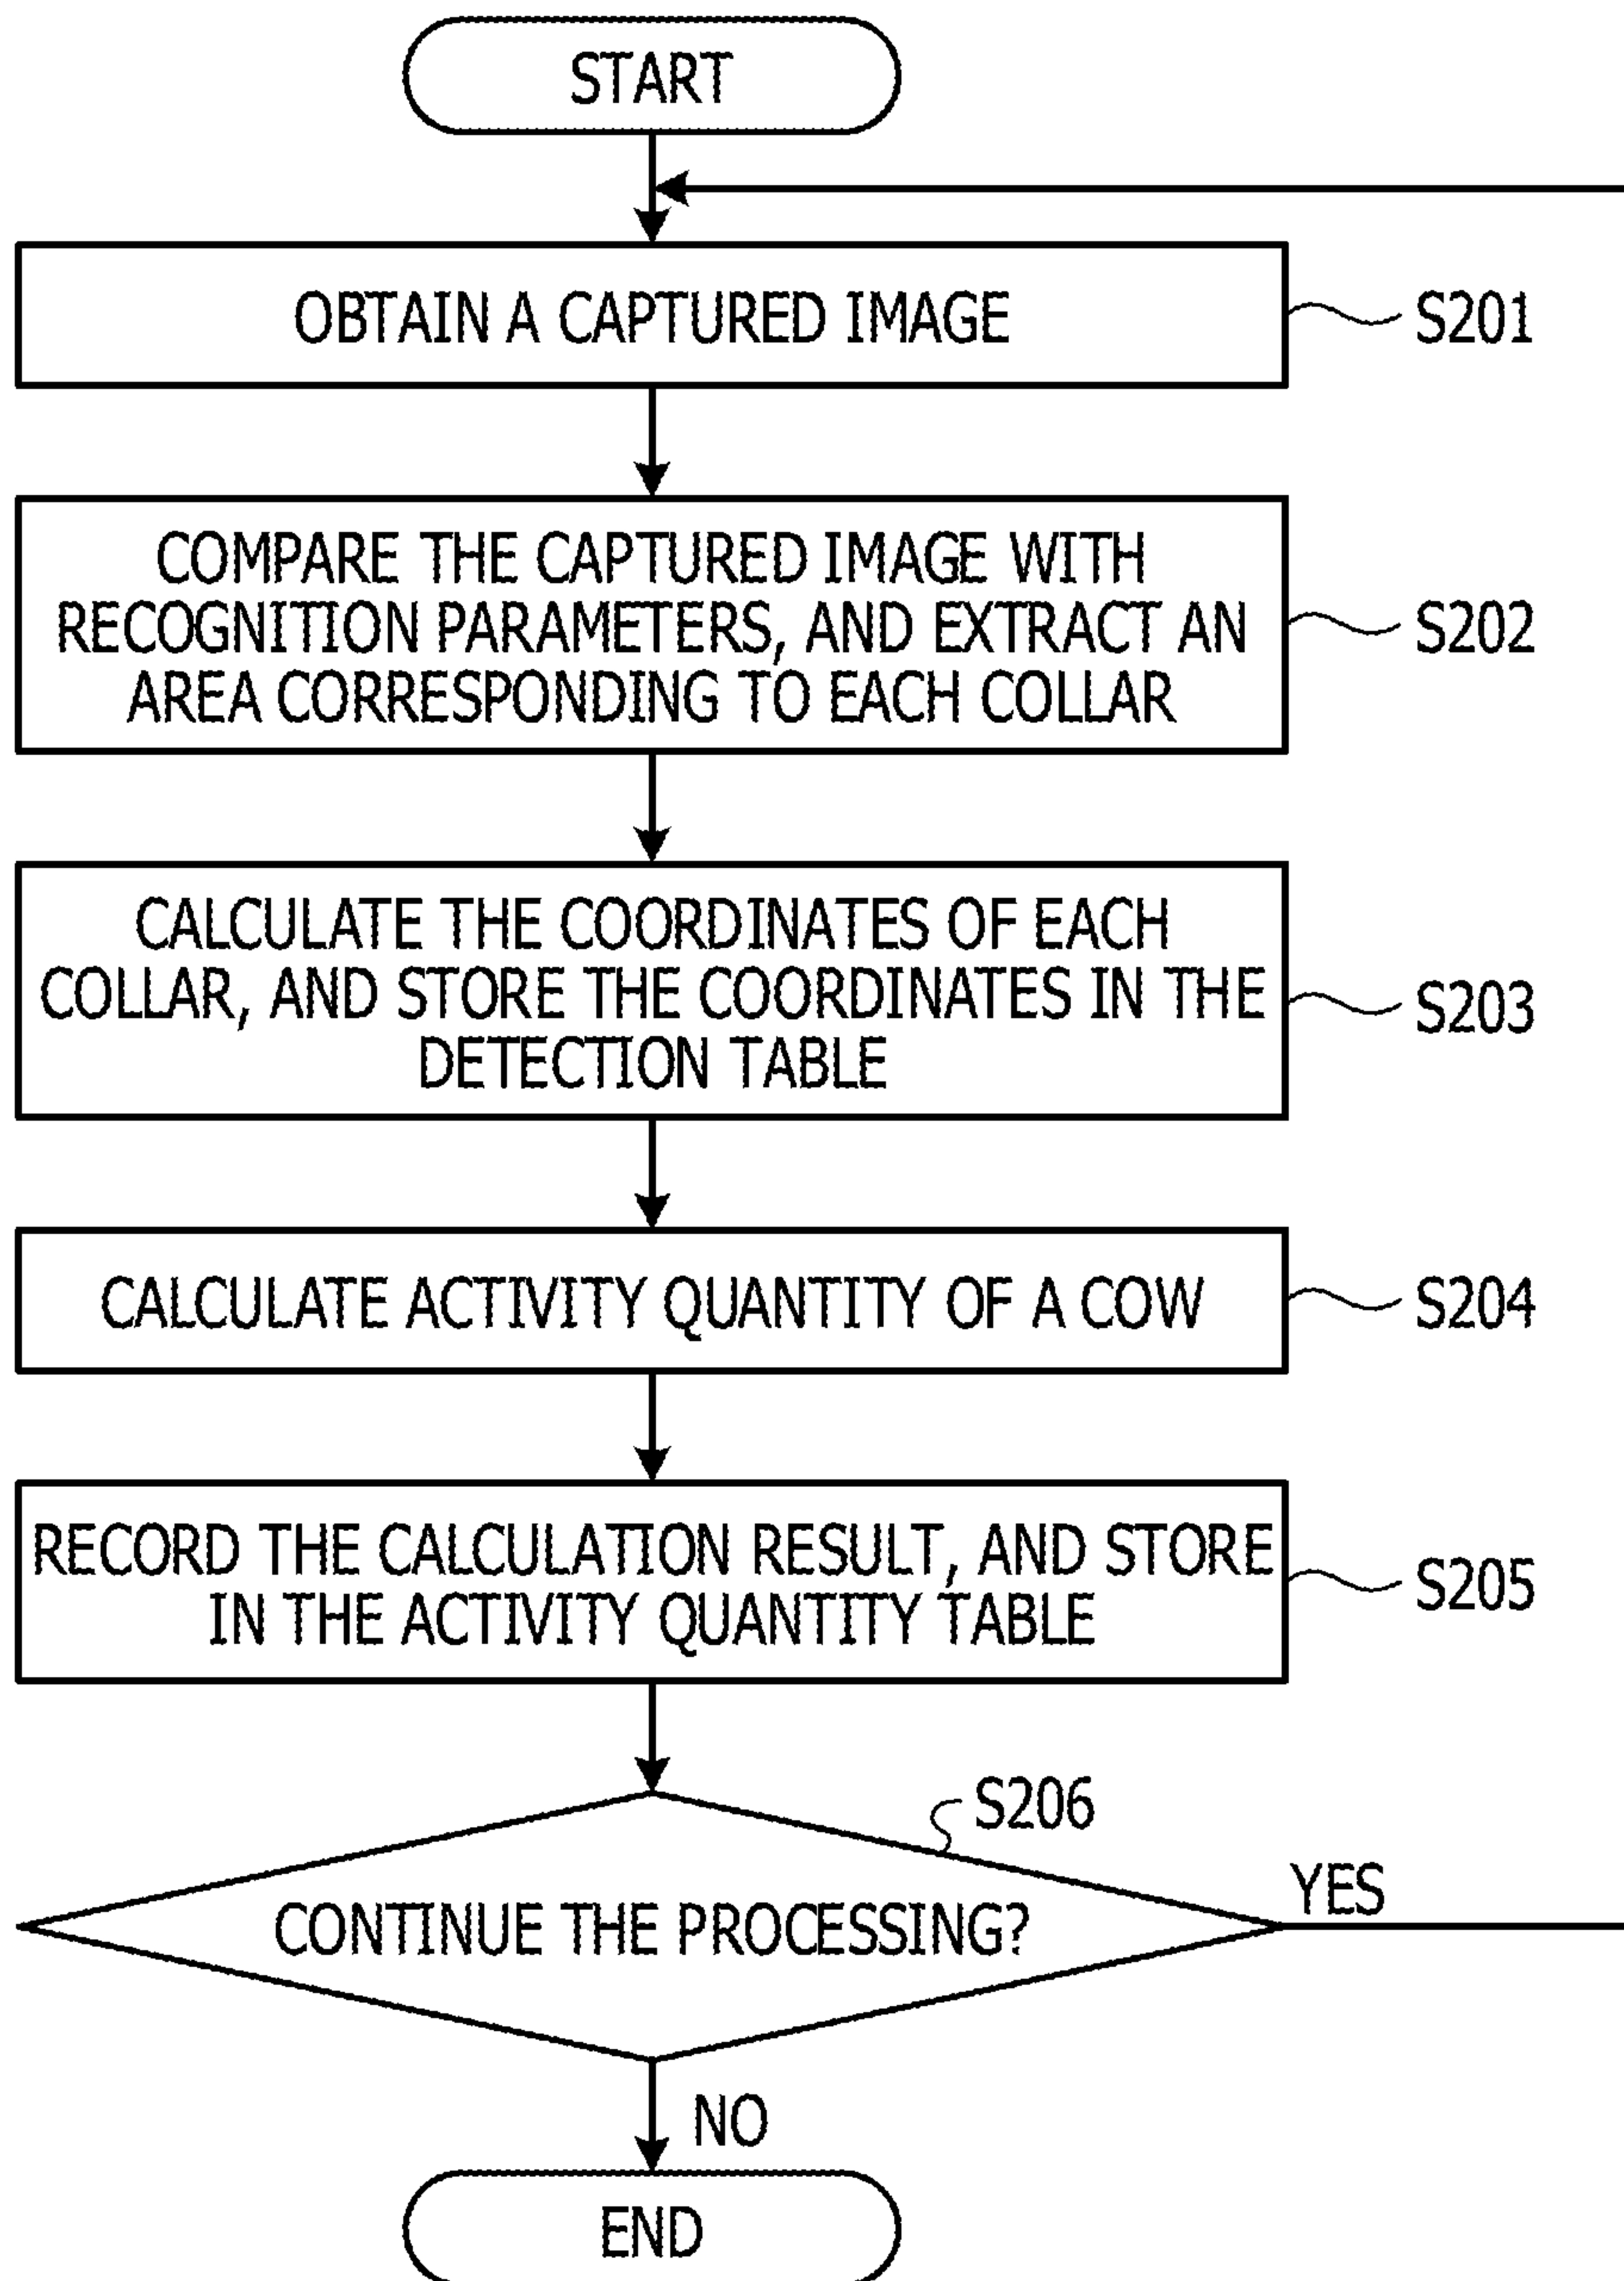 START
OBTAIN A CAPTURED IMAGE
S201
COMPARE THE CAPTURED IMAGE WITH
RECOGNITION PARAMETERS, AND EXTRACT AN
AREA CORRESPONDING TO EACH COLLAR
S202
CALCULATE THE COORDINATES OF EACH
COLLAR, AND STORE THE COORDINATES IN THE
DETECTION TABLE
S203
CALCULATE ACTIVITY QUANTITY OF A COW
S204
RECORD THE CALCULATION RESULT, AND STORE
IN THE ACTIVITY QUANTITY TABLE
S205
S206
CONTINUE THE PROCESSING?
YES
NO
END